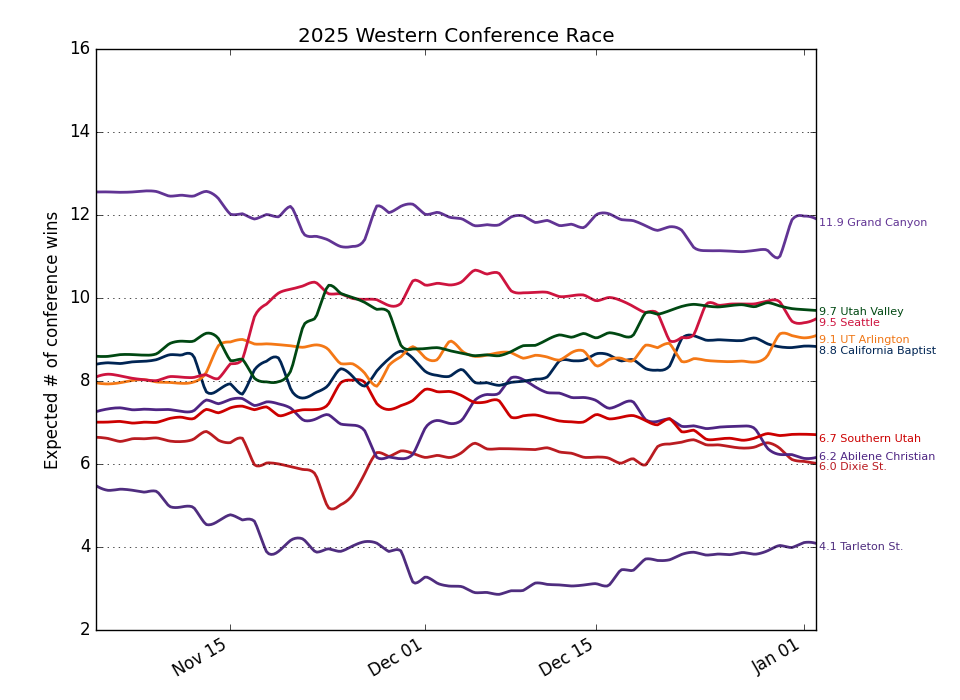 2025 Western Conference Race
Expected # of conference wins
16
14
12
10
8
6
4
2
11.9 Grand Canyon
9.7 Utah Valley
9.5 Seattle
9.1 UT Arlington
8.8 California Baptist
6.7 Southern Utah
6.2 Abilene Christian
6.0 Dixie St.
4.1 Tarleton St.
Nov 15
Dec 01
Dec 15
Jan 01